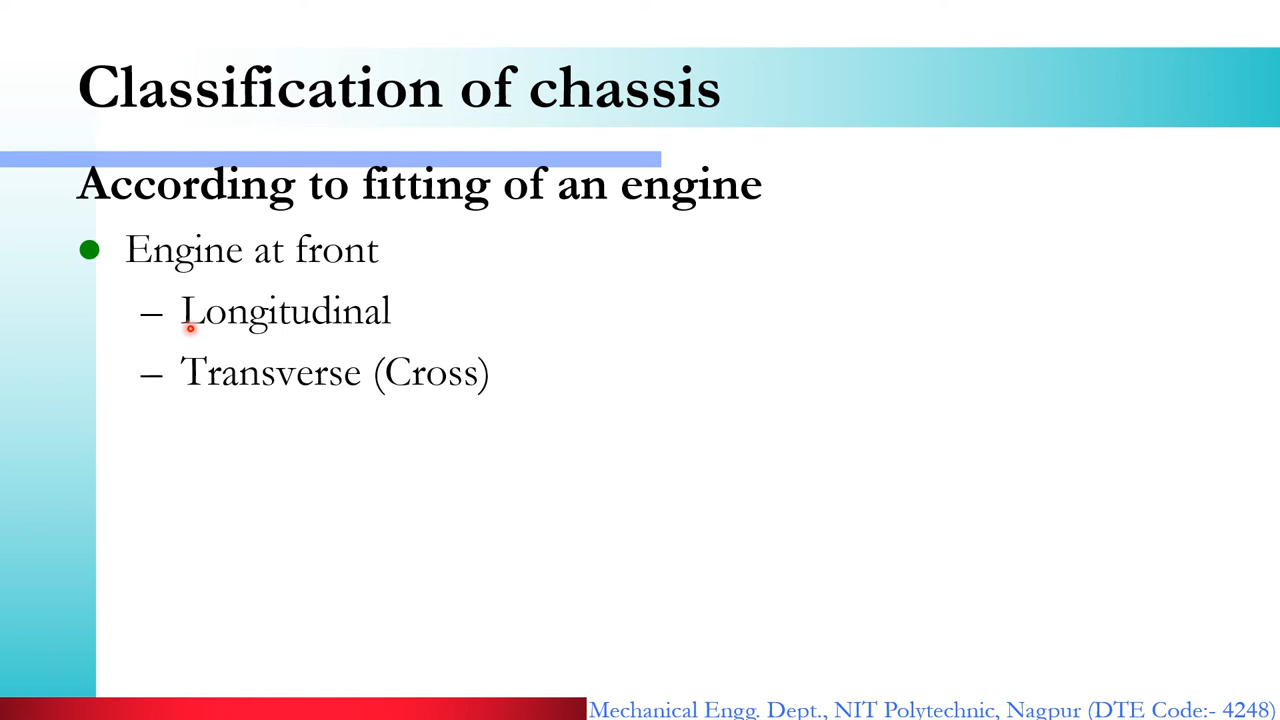 Classification of chassis
According to fitting of an engine
Engine at front
– Longitudinal
– Transverse (Cross)
Mechanical Engg. Dept., NIT Polytechnic, Nagpur (DTE Code:- 4248)